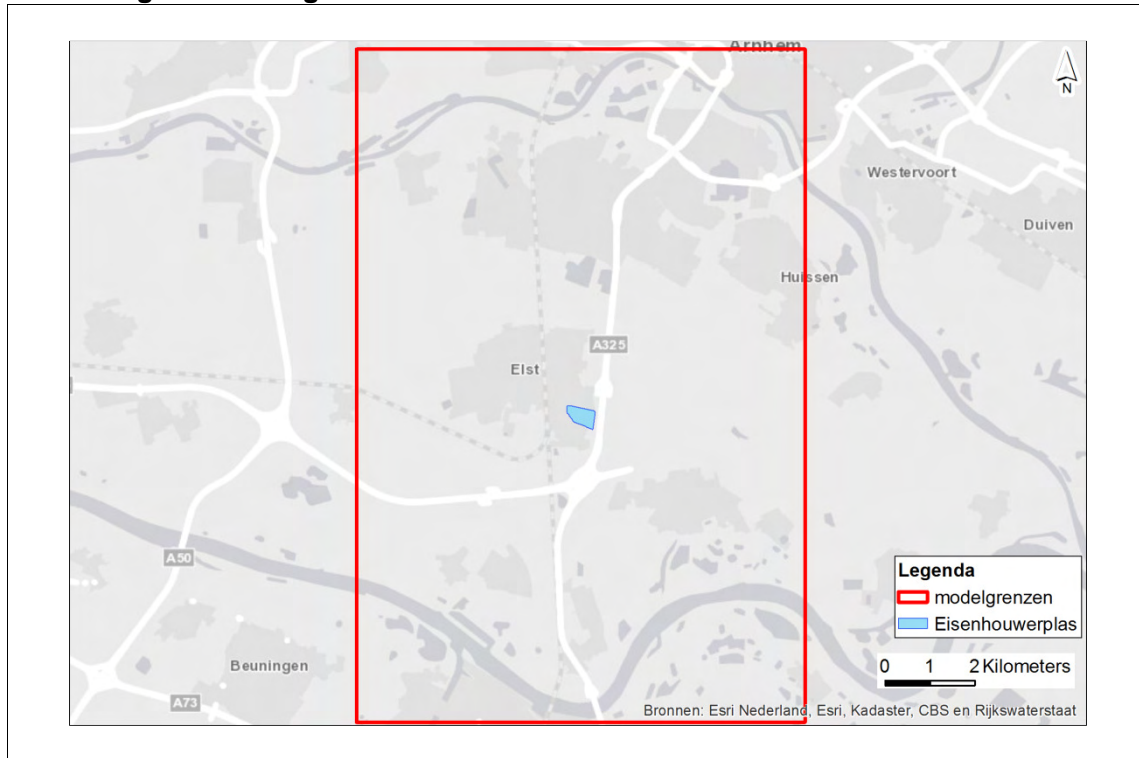 Arnhem
N
Westervoort
Duiven
Huissen
A325
Elst
A50
Legenda
modelgrenzen
Eisenhouwerplas
Beuningen
0 1 2 Kilometers
A73
Bronnen: Esri Nederland, Esri, Kadaster, CBS en Rijkswaterstaat